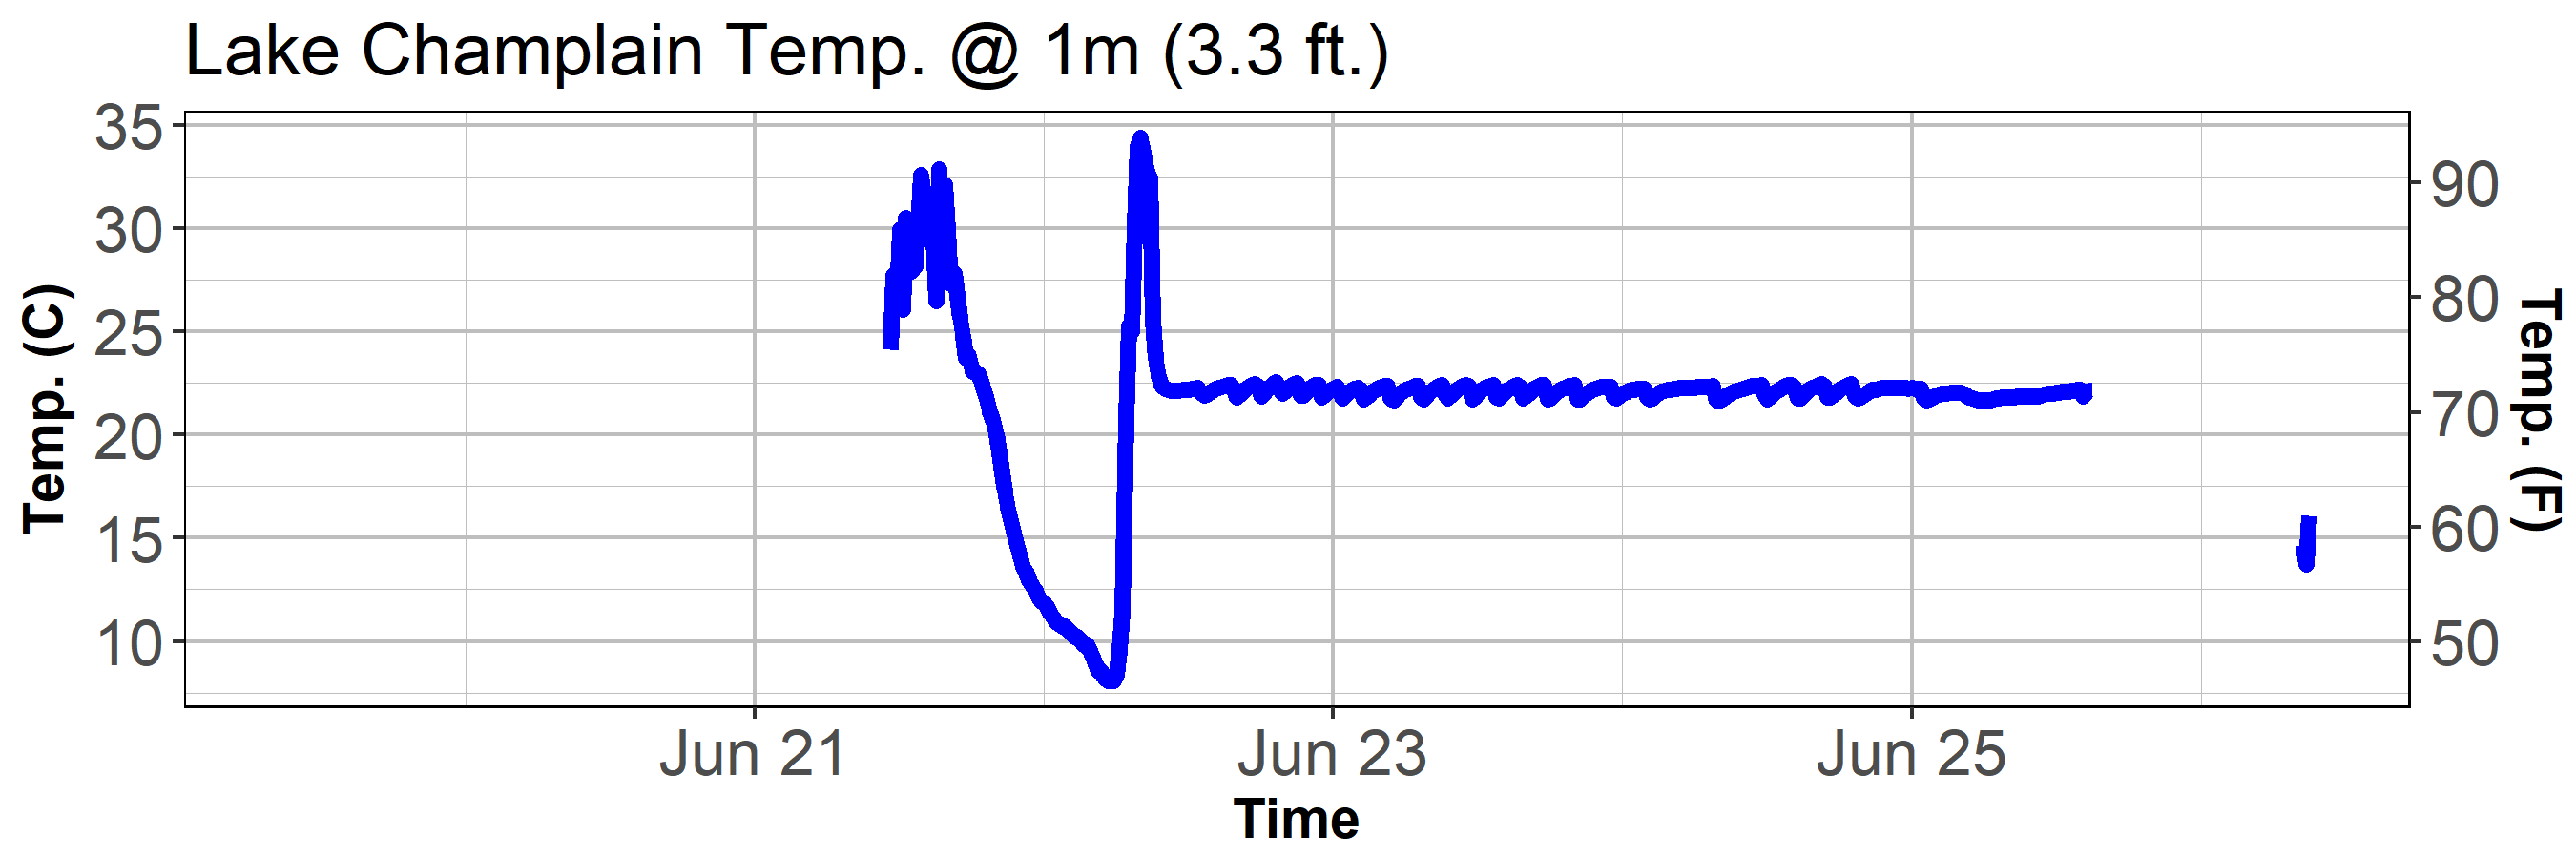 Lake Champlain Temp. @ 1m (3.3 ft.)
35
30
25
20
15
10
Temp. (C)
90
80
70
60
50
Temp. (F)
Jun 21
Jun 23
Jun 25
Time